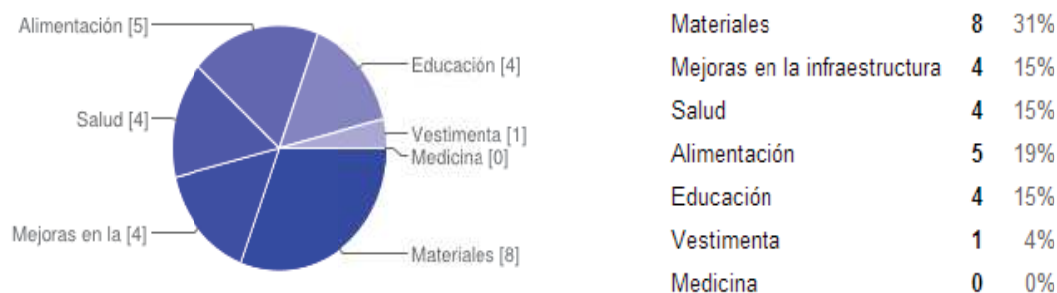 Alimentación [5]
Educación [4]
Salud [4]
Vestimenta [1]
Medicina [0]
Mejoras en la [4]
Materiales [8]
Materiales 8 31%
Mejoras en la infraestructura 4 15%
Salud 4 15%
Alimentación 5 19%
Educación 4 15%
Vestimenta 1 4%
Medicina 0 0%